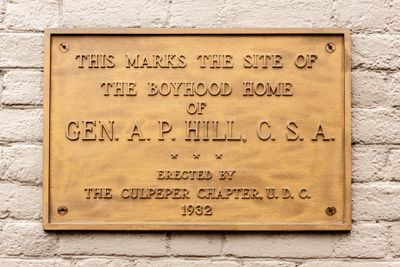 THIS MARKS THE SITE OF
THE BOYHOOD HOME
OF
GEN. A. P. HILL, C. S. A.
* * *
ERECTED BY
THE CULPEPER CHAPTER, U. D. C.
1932